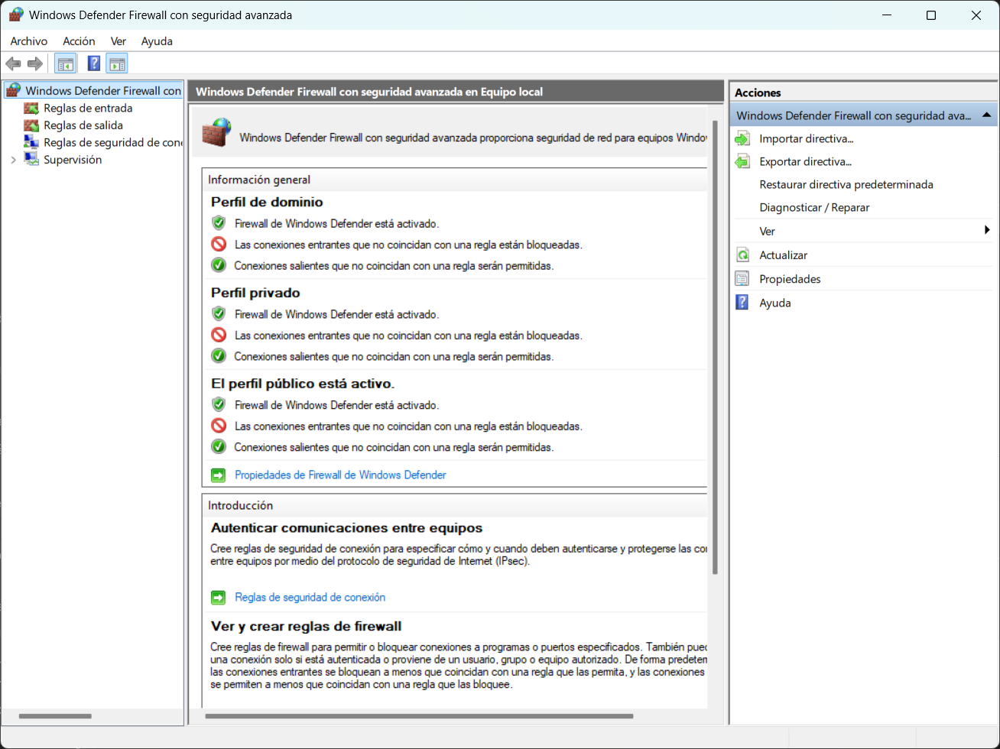 Windows Defender Firewall con seguridad avanzada
Archivo Acción Ver Ayuda
Windows Defender Firewall con
Reglas de entrada
Reglas de salida
Reglas de seguridad de cone
Supervisión
Windows Defender Firewall con seguridad avanzada en Equipo local
Windows Defender Firewall con seguridad avanzada proporciona seguridad de red para equipos Windo
Información general
Perfil de dominio
Firewall de Windows Defender está activado.
Las conexiones entrantes que no coincidan con una regla están bloqueadas.
Conexiones salientes que no coincidan con una regla serán permitidas.
Perfil privado
Firewall de Windows Defender está activado.
Las conexiones entrantes que no coincidan con una regla están bloqueadas.
Conexiones salientes que no coincidan con una regla serán permitidas.
El perfil público está activo.
Firewall de Windows Defender está activado.
Las conexiones entrantes que no coincidan con una regla están bloqueadas.
Conexiones salientes que no coincidan con una regla serán permitidas.
Propiedades de Firewall de Windows Defender
Introducción
Autenticar comunicaciones entre equipos
Cree reglas de seguridad de conexión para especificar cómo y cuando deben autenticarse y protegerse las cor
entre equipos por medio del protocolo de seguridad de Internet (IPsec).
Reglas de seguridad de conexión
Ver y crear reglas de firewall
Cree reglas de firewall para permitir o bloquear conexiones a programas o puertos especificados. También pued
una conexión solo si está autenticada o proviene de un usuario, grupo o equipo autorizado. De forma predeterm
las conexiones entrantes se bloquean a menos que coincidan con una regla que las permita, y las conexiones
se permiten a menos que coincidan con una regla que las bloquee.
Acciones
Windows Defender Firewall con seguridad ava...
Importar directiva...
Exportar directiva...
Restaurar directiva predeterminada
Diagnosticar / Reparar
Ver
Actualizar
Propiedades
Ayuda